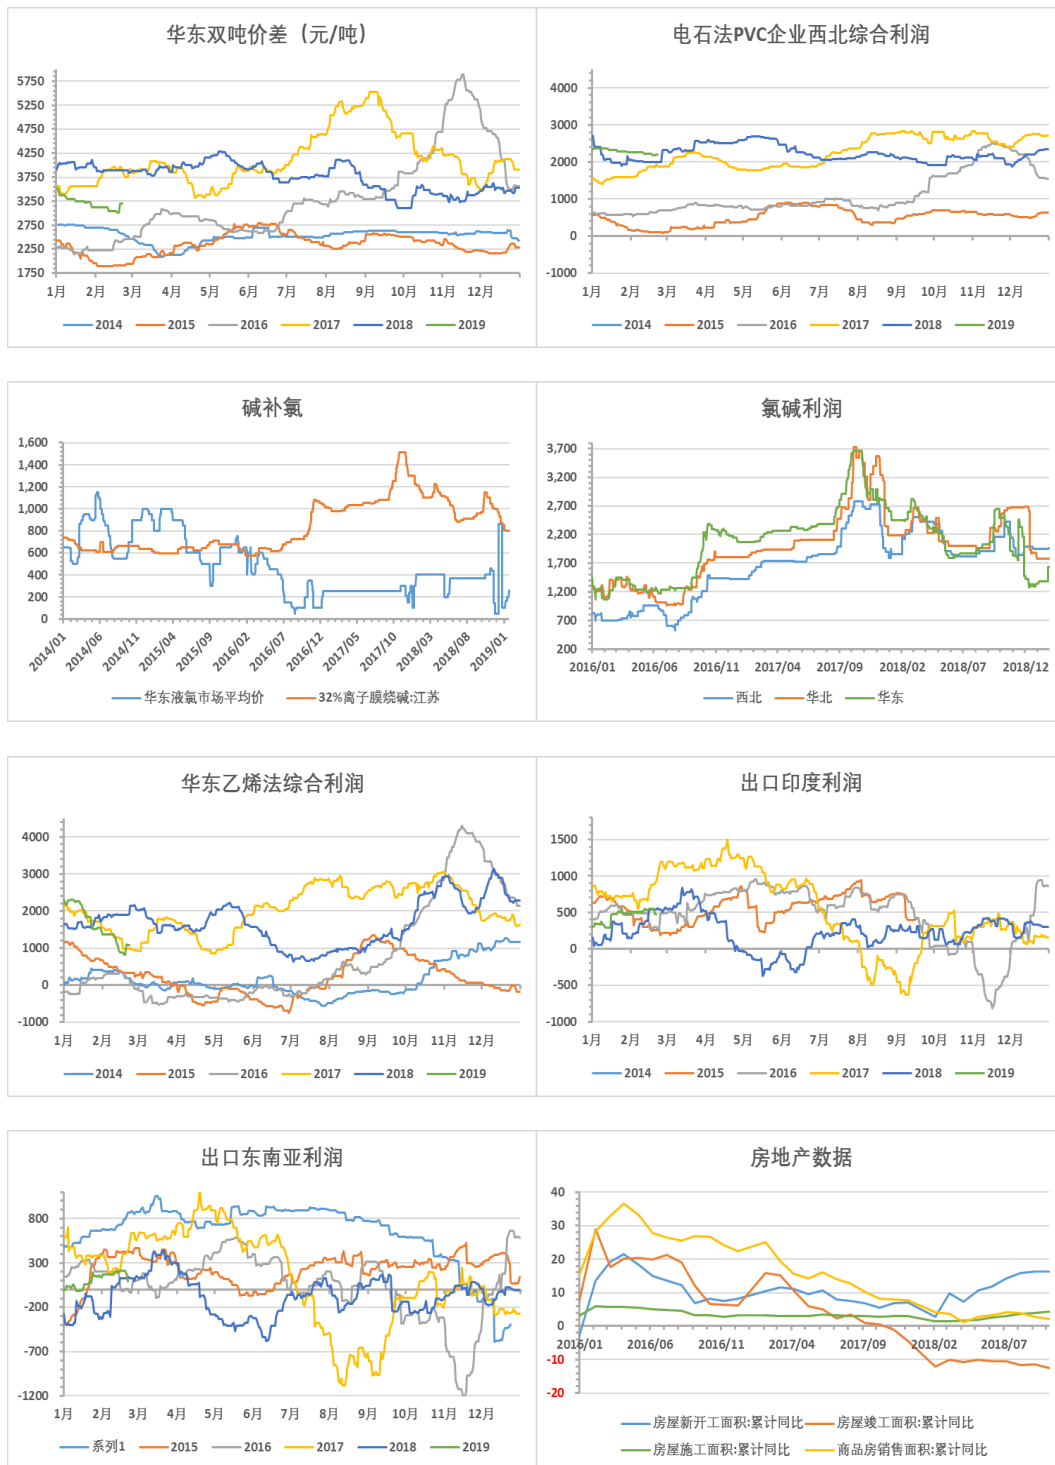 华东双吨价差（元/吨）
5750
5250
4750
4250
3750
3250
2750
2250
1750
1月 2月 3月 4月 5月 6月 7月 8月 9月 10月 11月 12月
2014 2015 2016 2017 2018 2019
电石法PVC企业西北综合利润
4000
3000
2000
1000
0
-1000
1月 2月 3月 4月 5月 6月 7月 8月 9月 10月 11月 12月
2014 2015 2016 2017 2018 2019
碱补氯
1,600
1,400
1,200
1,000
800
600
400
200
0
2014/01 2014/06 2014/11 2015/04 2015/09 2016/02 2016/07 2016/12 2017/05 2017/10 2018/03 2018/08 2019/01
华东液氯市场平均价 32%离子膜烧碱:江苏
氯碱利润
3,700
3,200
2,700
2,200
1,700
1,200
700
200
2016/01 2016/06 2016/11 2017/04 2017/09 2018/02 2018/07 2018/12
西北 华北 华东
华东乙烯法综合利润
4000
3000
2000
1000
0
-1000
1月 2月 3月 4月 5月 6月 7月 8月 9月 10月 11月 12月
2014 2015 2016 2017 2018 2019
出口印度利润
1500
1000
500
0
-500
-1000
1月 2月 3月 4月 5月 6月 7月 8月 9月 10月 11月 12月
2014 2015 2016 2017 2018 2019
出口东南亚利润
800
300
-200
-700
-1200
1月 2月 3月 4月 5月 6月 7月 8月 9月 10月 11月 12月
系列1 2015 2016 2017 2018 2019
房地产数据
40
30
20
10
0
-10
-20
2016/01 2016/06 2016/11 2017/04 2017/09 2018/02 2018/07
房屋新开工面积:累计同比 房屋竣工面积:累计同比
房屋施工面积:累计同比 商品房销售面积:累计同比